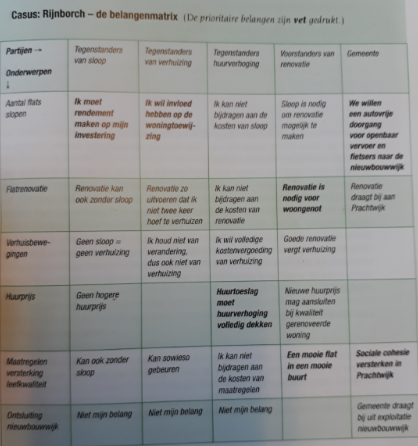 Casus: Rijnborch – de belangenmatrix (De prioritaire belangen zijn vet gedrukt.)
Partijen →
Onderwerpen
↓
Tegenstanders van sloop
Tegenstanders van verhuizing
Tegenstanders huurverhoging
Voorstanders van renovatie
Gemeente
Aantal flats slopen
Ik moet rendement maken op mijn investering
Ik wil invloed hebben op de woningtoewij-
zing
Ik kan niet bijdragen aan de kosten van sloop
Sloop is nodig om renovatie mogelijk te maken
We willen een autovrije doorgang voor openbaar vervoer en fietsers naar de nieuwbouwwijk
Flatrenovatie
Renovatie kan ook zonder sloop
Renovatie zo uitvoeren dat ik niet twee keer hoef te verhuizen
Ik kan niet bijdragen aan de kosten van renovatie
Renovatie is nodig voor woongenot
Renovatie draagt bij aan Prachtwijk
Verhuisbewe-
gingen
Geen sloop = geen verhuizing
Ik houd niet van verandering, dus ook niet van verhuizing
Ik wil volledige kostenvergoeding van verhuizing
Goede renovatie vergt verhuizing
Huurprijs
Geen hogere huurprijs
Huurtoeslag moet huurverhoging volledig dekken
Nieuwe huurprijs mag aansluiten bij kwaliteit gerenoveerde woning
Maatregelen versterking leefkwaliteit
Kan ook zonder sloop
Kan sowieso gebeuren
Ik kan niet bijdragen aan de kosten van maatregelen
Een mooie flat in een mooie buurt
Sociale cohesie versterken in Prachtwijk
Ontsluiting nieuwbouwwijk
Niet mijn belang
Niet mijn belang
Niet mijn belang
Gemeente draagt bij uit exploitatie nieuwbouwwijk